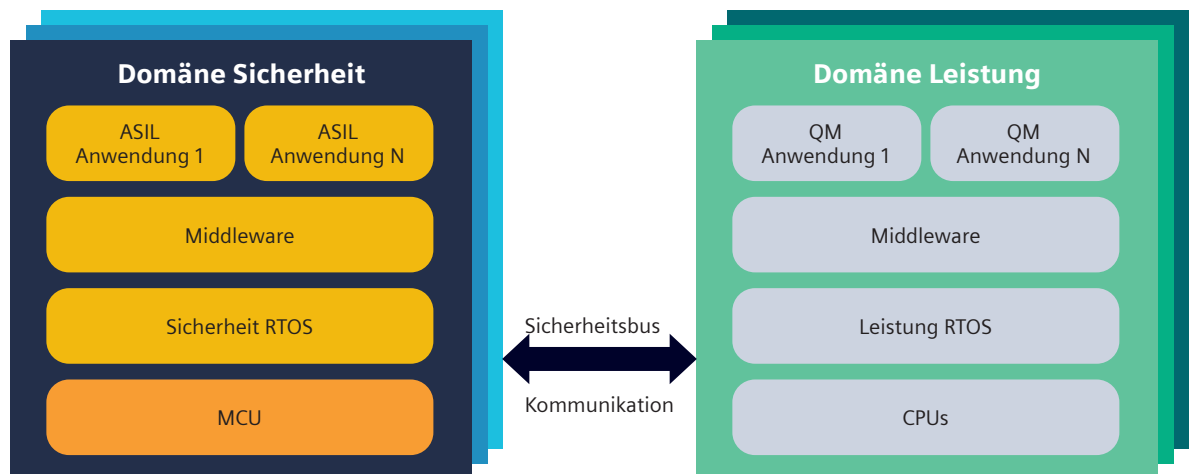 Domäne Sicherheit
ASIL
Anwendung 1
ASIL
Anwendung N
Middleware
Sicherheit RTOS
MCU
Sicherheitsbus
Kommunikation
Domäne Leistung
QM
Anwendung 1
QM
Anwendung N
Middleware
Leistung RTOS
CPUs